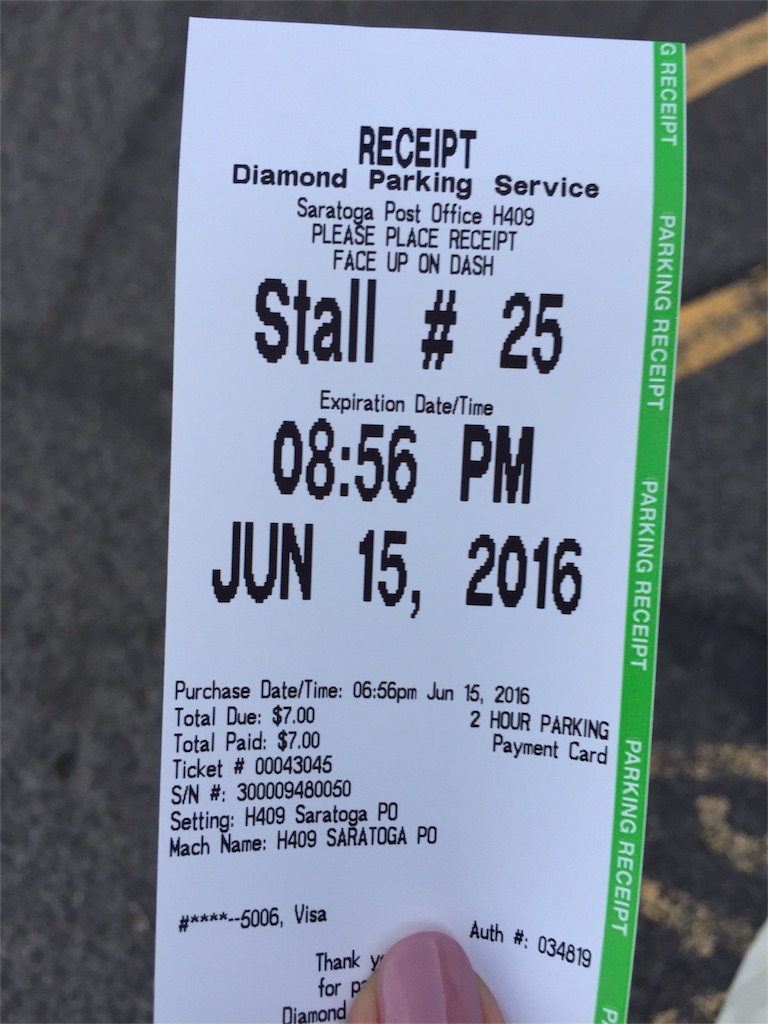 RECEIPT
Diamond Parking Service
Saratoga Post Office H409
PLEASE PLACE RECEIPT
FACE UP ON DASH
Stall # 25
Expiration Date/Time
08:56 PM
JUN 15, 2016
Purchase Date/Time: 06:56pm Jun 15, 2016
Total Due: $7.00
2 HOUR PARKING
Total Paid: $7.00
Payment Card
Ticket # 00043045
S/N #: 300009480050
Setting: H409 Saratoga PO
Mach Name: H409 SARATOGA PO
#****--5006, Visa
Auth #: 034819
Thank
for
Diamond
G RECEIPT
PARKING RECEIPT
PARKING RECEIPT
PARKING RECEIPT